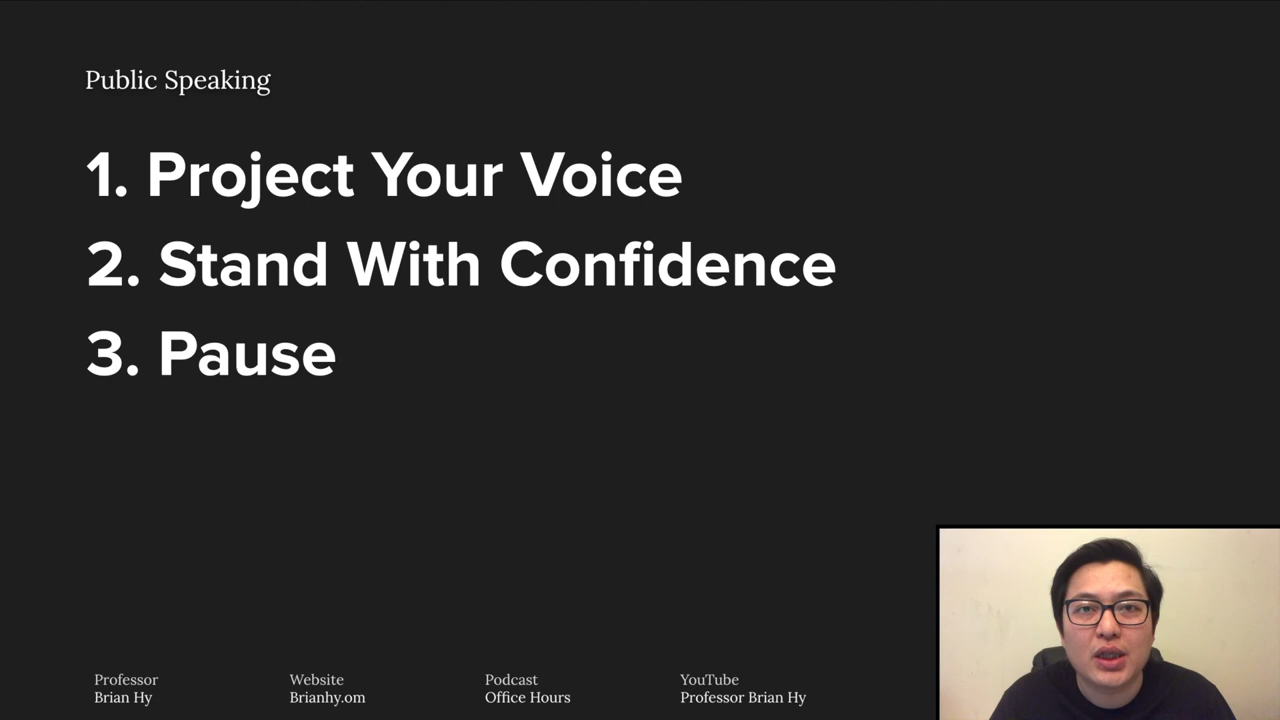 Public Speaking
1. Project Your Voice
2. Stand With Confidence
3. Pause
Professor
Brian Hy
Website
Brianhy.om
Podcast
Office Hours
YouTube
Professor Brian Hy